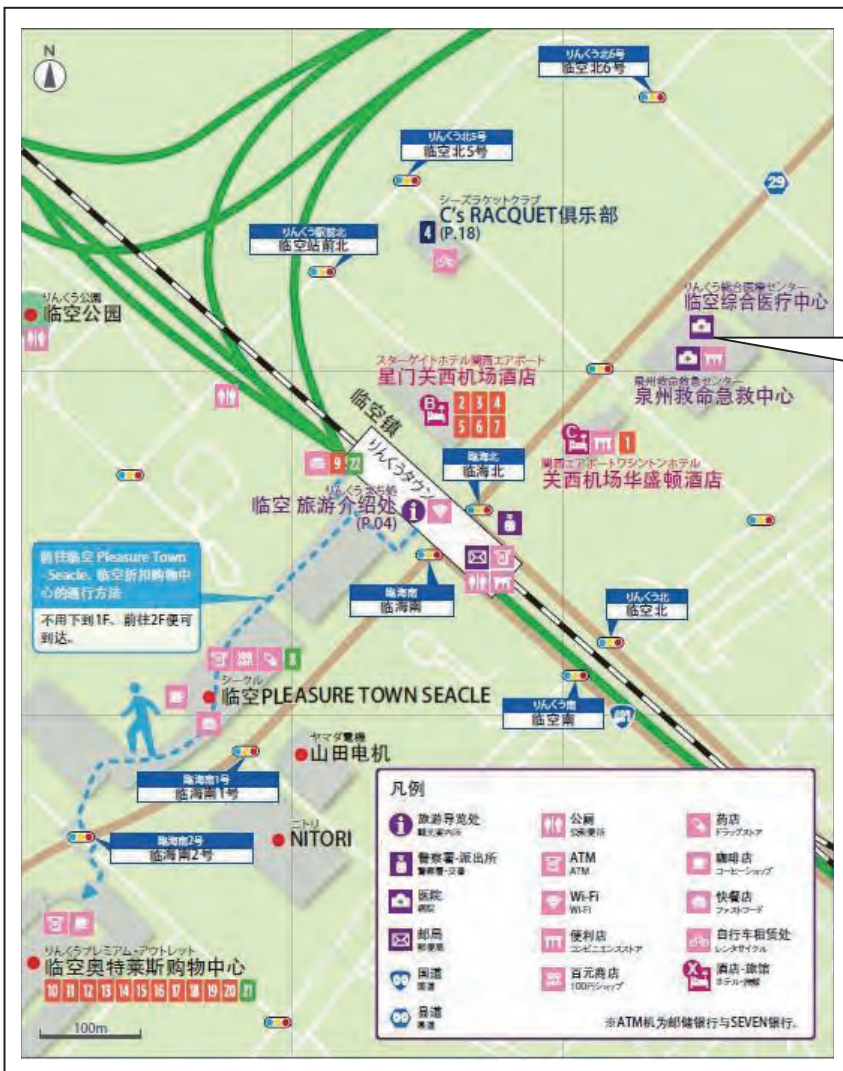 N
りんくう北6号
临空北6号
りんくう北5号
临空北5号
29
シーズラケットクラブ
C's RACQUET俱乐部
4
(P.18)
りんくう駅前北
临空站前北
りんくう総合医療センター
临空综合医疗中心
りんくう公園
临空公园
泉州救命救急センター
泉州救命急救中心
スターゲイトホテル関西エアポート
星门关西机场酒店
B
2 3 4
5 6 7
C
1
関西エアポートワシントンホテル
关西机场华盛顿酒店
临空镇
りんくうタウン
9 22
臨海北
临海北
りんくうまち処
临空 旅游介绍处
(P.04)
前往临空 Pleasure Town
Seacle、临空折扣购物中
心的通行方法
不用下到1F、前往2F便可
到达。
臨海南
临海南
りんくう北
临空北
りんくう南
临空南
481
100YEN
8
シークル
临空PLEASURE TOWN SEACLE
ヤマダ電機
山田电机
臨海南1号
临海南1号
ニトリ
NITORI
臨海南2号
临海南2号
りんくうプレミアム・アウトレット
临空奥特莱斯购物中心
10 11 12 13 14 15 16 17 18 19 20 21
100m
凡例
旅游导览处
観光案内所
警察署·派出所
警察署・交番
医院
病院
邮局
郵便局
国道
国道
县道
県道
公厕
公衆便所
ATM
ATM
Wi-Fi
Wi-Fi
便利店
コンビニエンスストア
百元商店
100円ショップ
药店
ドラッグストア
咖啡店
コーヒーショップ
快餐店
ファストフード
自行车租赁处
レンタサイクル
X
酒店·旅馆
ホテル・旅館
※ATM机为邮储银行与SEVEN银行.